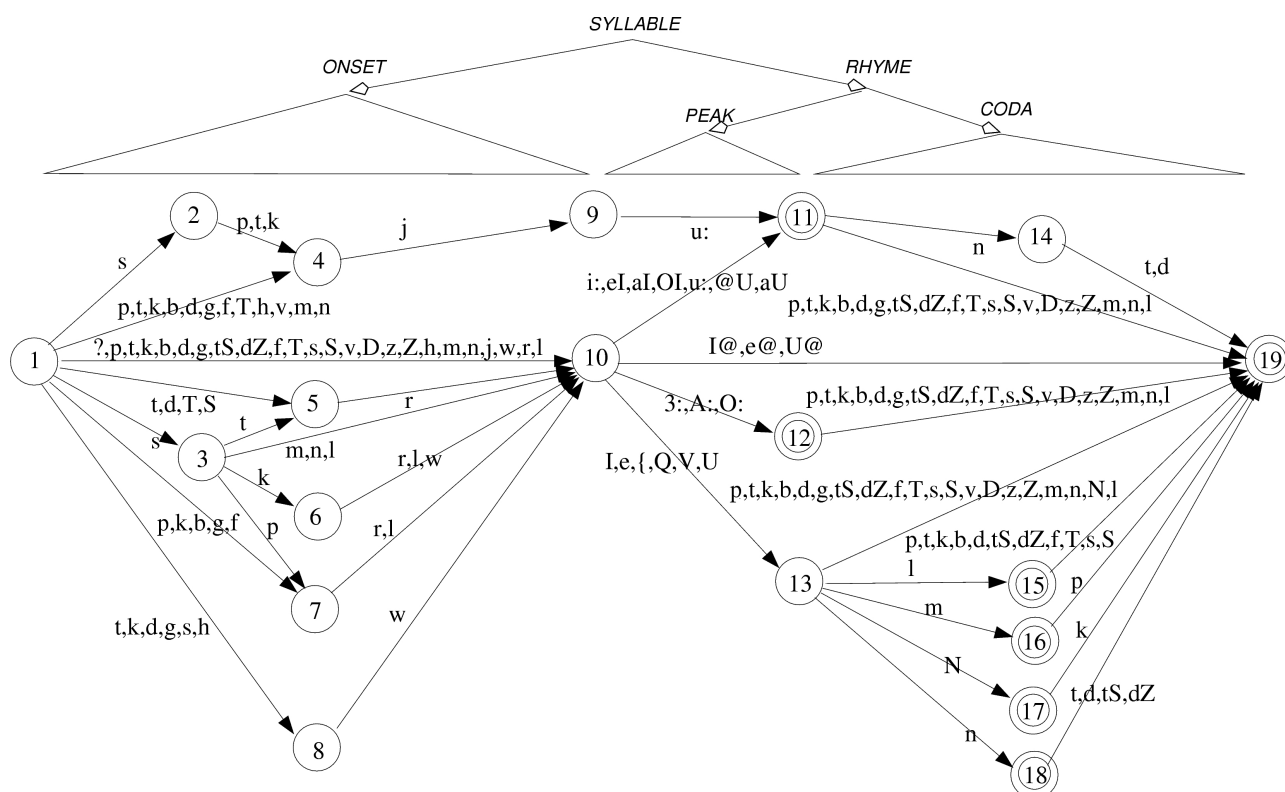 SYLLABLE
ONSET
RHYME
PEAK
CODA
2
p,t,k
9
11
s
4
j
u:
n
14
t,d
i:,eI,aI,OI,u:,@U,aU
p,t,k,b,d,g,f,T,h,v,m,n
p,t,k,b,d,g,tS,dZ,f,T,s,S,v,D,z,Z,m,n,l
?,p,t,k,b,d,g,tS,dZ,f,T,s,S,v,D,z,Z,h,m,n,j,w,r,l
1
10
I@,e@,U@
19
t,d,T,S
5
r
3:,A:,O:
p,t,k,b,d,g,tS,dZ,f,T,s,S,v,D,z,Z,m,n,l
t
s
3
m,n,l
12
k
r,l,w
I,e,{,Q,V,U
p,t,k,b,d,g,tS,dZ,f,T,s,S,v,D,z,Z,m,n,N,l
6
p,k,b,g,f
p
r,l
p,t,k,b,d,tS,dZ,f,T,s,S
13
l
15
p
7
w
m
16
k
t,k,d,g,s,h
N
17
t,d,tS,dZ
8
n
18